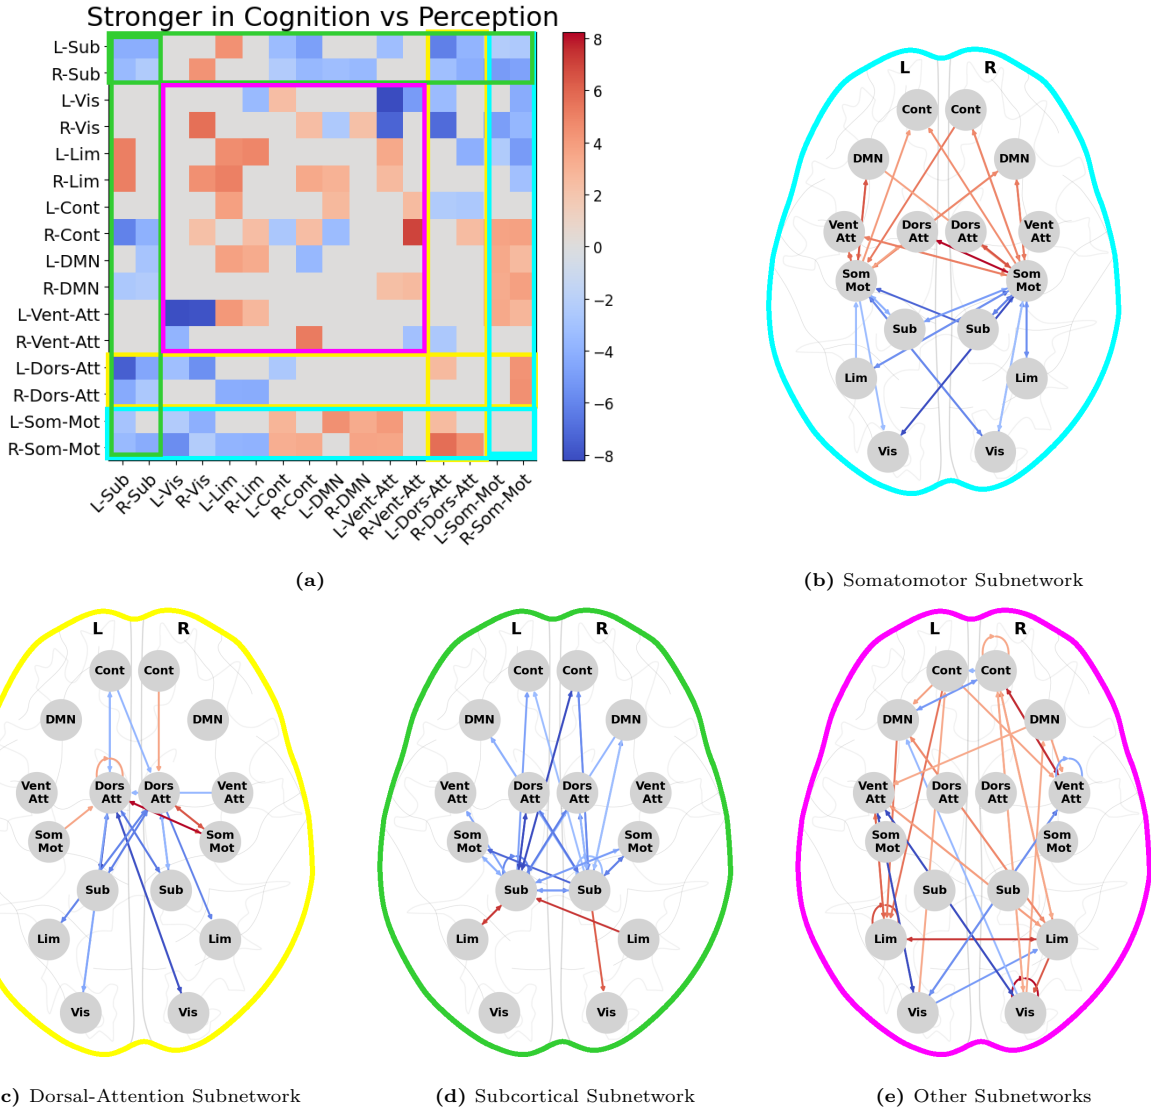 Stronger in Cognition vs Perception
L-Sub
R-Sub
L-Vis
R-Vis
L-Lim
R-Lim
L-Cont
R-Cont
L-DMN
R-DMN
L-Vent-Att
R-Vent-Att
L-Dors-Att
R-Dors-Att
L-Som-Mot
R-Som-Mot
L-Sub
R-Sub
L-Vis
R-Vis
L-Lim
R-Lim
L-Cont
R-Cont
L-DMN
R-DMN
L-Vent-Att
R-Vent-Att
L-Dors-Att
R-Dors-Att
L-Som-Mot
R-Som-Mot
8
6
4
2
0
−2
−4
−6
−8
(a)
L R
Cont Cont
DMN DMN
Vent Dors Dors Vent
Att Att Att Att
Som Som
Mot Mot
Sub Sub
Lim Lim
Vis Vis
(b) Somatomotor Subnetwork
L R
Cont Cont
DMN DMN
Vent Dors Dors Vent
Att Att Att Att
Som Som
Mot Mot
Sub Sub
Lim Lim
Vis Vis
c) Dorsal-Attention Subnetwork
L R
Cont Cont
DMN DMN
Vent Dors Dors Vent
Att Att Att Att
Som Som
Mot Mot
Sub Sub
Lim Lim
Vis Vis
(d) Subcortical Subnetwork
L R
Cont Cont
DMN DMN
Vent Dors Dors Vent
Att Att Att Att
Som Som
Mot Mot
Sub Sub
Lim Lim
Vis Vis
(e) Other Subnetworks